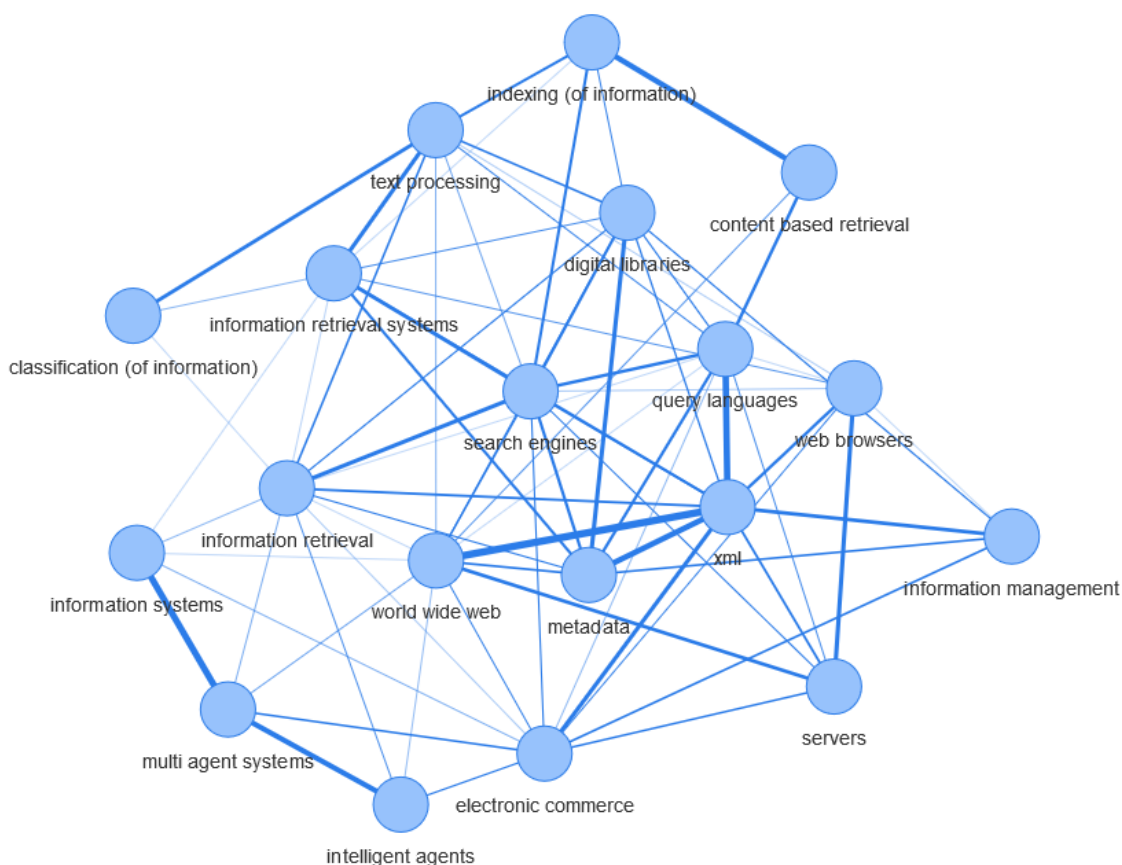 indexing (of information)
text processing
content based retrieval
digital libraries
information retrieval systems
classification (of information)
query languages
web browsers
search engines
information retrieval
xml
information management
information systems
world wide web
metadata
servers
multi agent systems
electronic commerce
intelligent agents